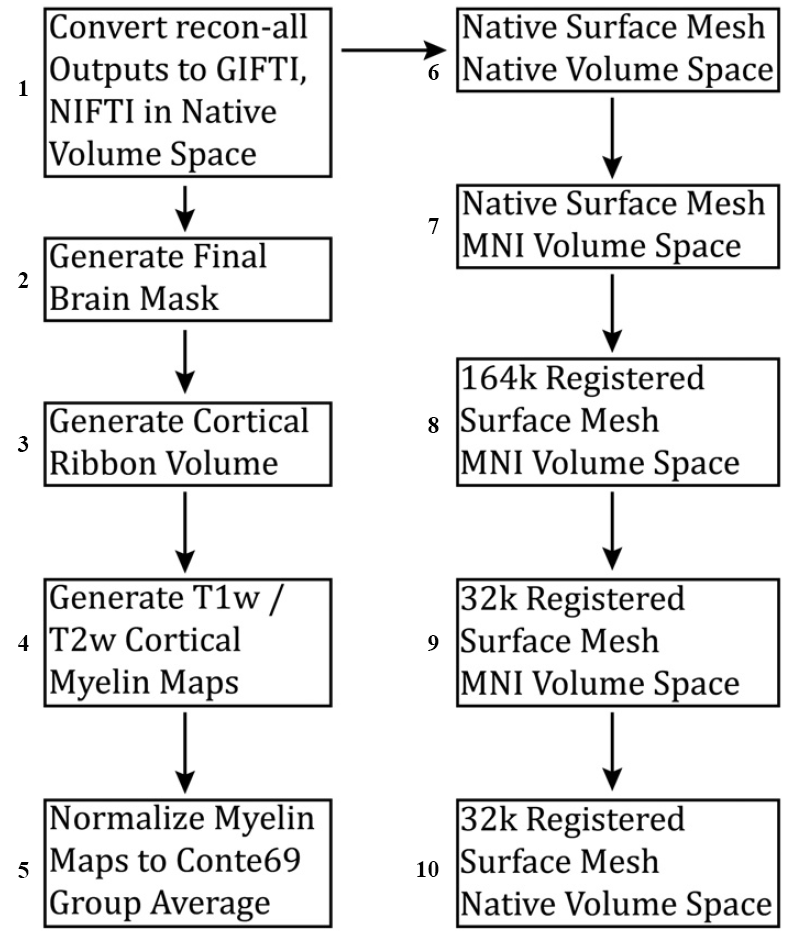 1
Convert recon-all
Outputs to GIFTI,
NIFTI in Native
Volume Space
2
Generate Final
Brain Mask
3
Generate Cortical
Ribbon Volume
4
Generate T1w /
T2w Cortical
Myelin Maps
5
Normalize Myelin
Maps to Conte69
Group Average
6
Native Surface Mesh
Native Volume Space
7
Native Surface Mesh
MNI Volume Space
8
164k Registered
Surface Mesh
MNI Volume Space
9
32k Registered
Surface Mesh
MNI Volume Space
10
32k Registered
Surface Mesh
Native Volume Space